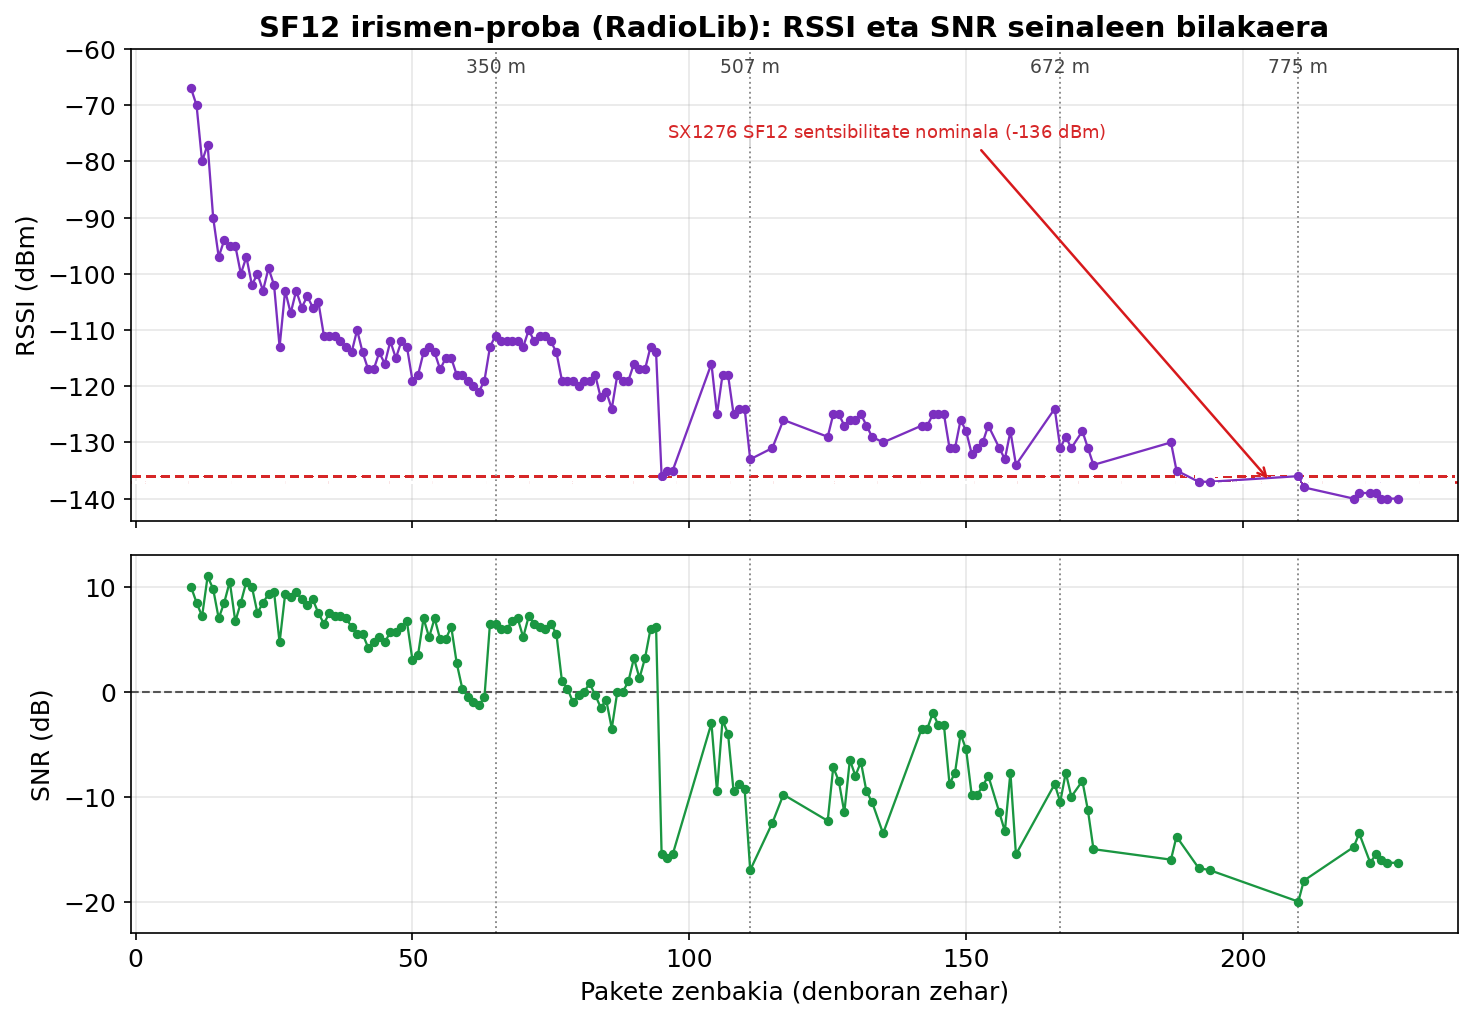 SF12 irismen-proba (RadioLib): RSSI eta SNR seinaleen bilakaera
−60
350 m
507 m
672 m
775 m
−70
SX1276 SF12 sentsibilitate nominala (-136 dBm)
−80
−90
−100
−110
−120
−130
−140
RSSI (dBm)
10
0
−10
−20
SNR (dB)
0
50
100
150
200
Pakete zenbakia (denboran zehar)